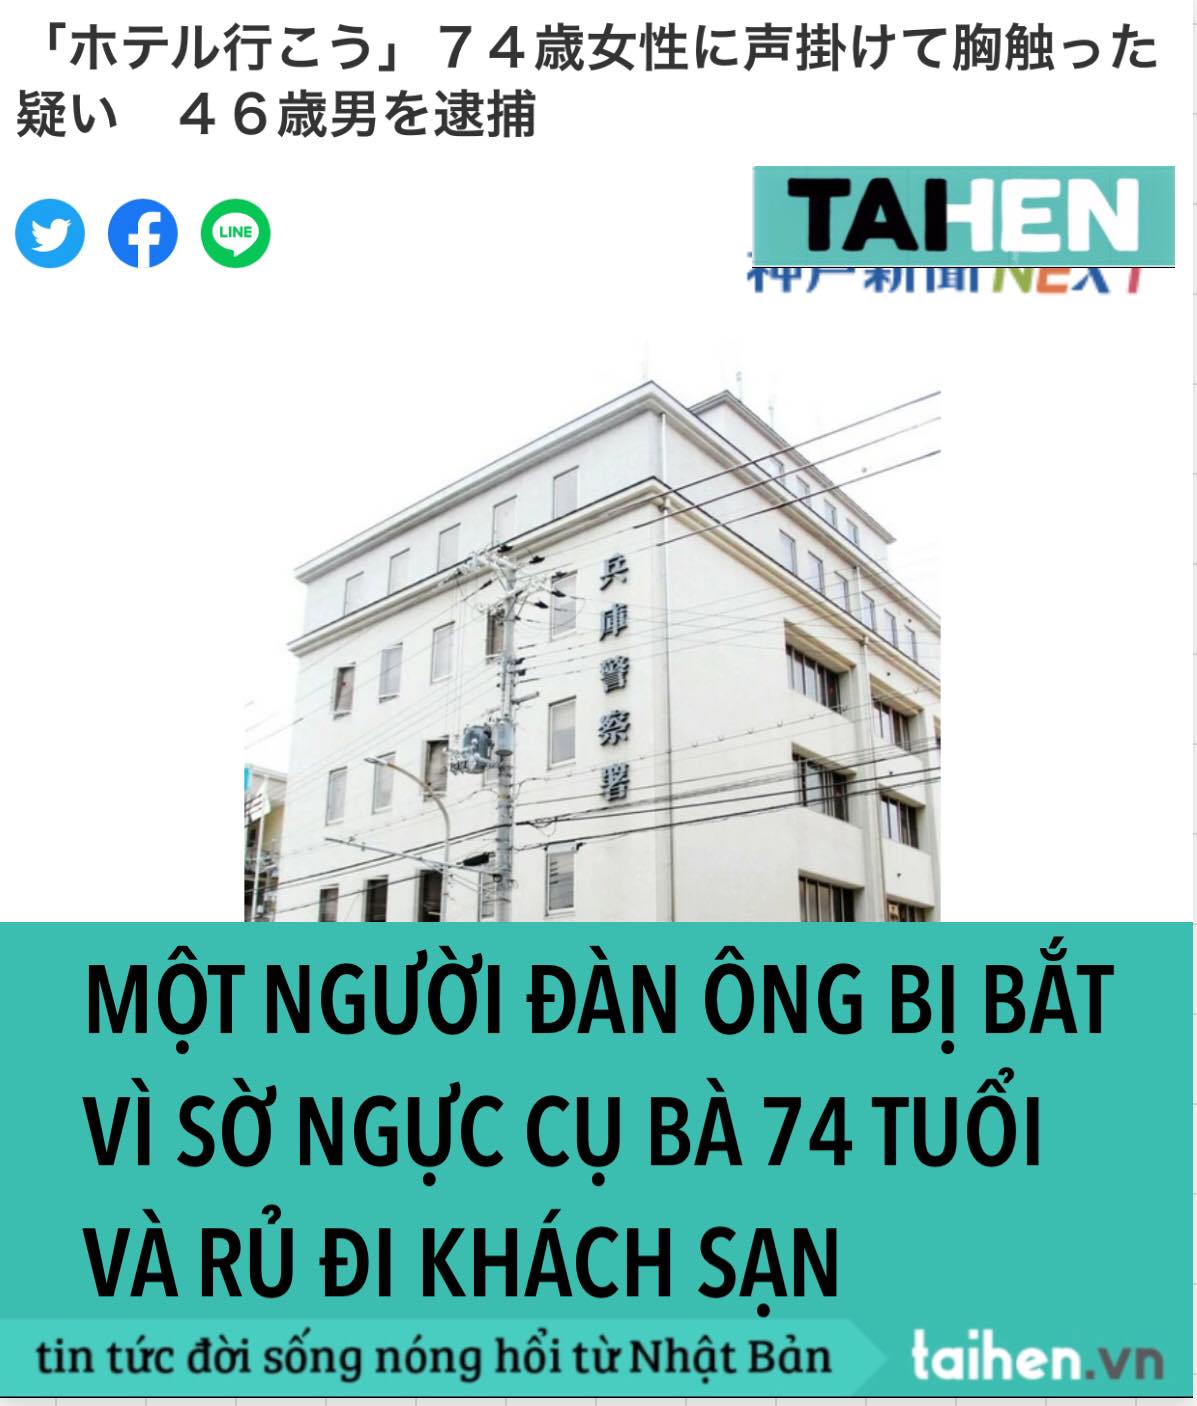 「ホテル行こう」７４歳女性に声掛けて胸触った
疑い　４６歳男を逮捕
LINE
TAIHEN
神戸新聞NEXT
兵庫警察署
MỘT NGƯỜI ĐÀN ÔNG BỊ BẮT
VÌ SỜ NGỰC CỤ BÀ 74 TUỔI
VÀ RỦ ĐI KHÁCH SẠN
tin tức đời sống nóng hổi từ Nhật Bản
taihen.vn